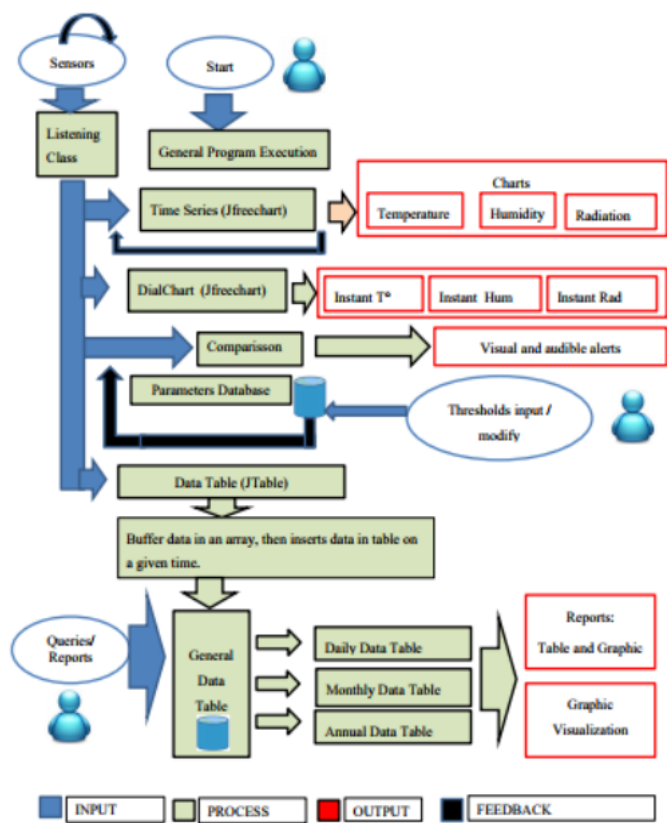 Sensors
Start
Listening
Class
General Program Execution
Charts
Time Series (Jfreechart)
Temperature
Humidity
Radiation
DialChart (Jfreechart)
Instant Tº
Instant Hum
Instant Rad
Comparisson
Visual and audible alerts
Parameters Database
Thresholds input /
modify
Data Table (JTable)
Buffer data in an array, then inserts data in table on
a given time.
Queries/
Reports
General
Data
Table
Daily Data Table
Monthly Data Table
Annual Data Table
Reports:
Table and Graphic
Graphic
Visualization
INPUT
PROCESS
OUTPUT
FEEDBACK